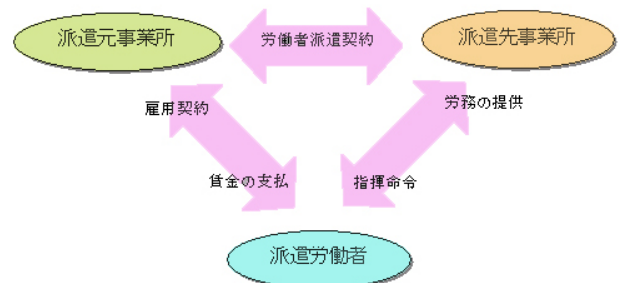 派遣元事業所
労働者派遣契約
派遣先事業所
雇用契約
労務の提供
賃金の支払
指揮命令
派遣労働者